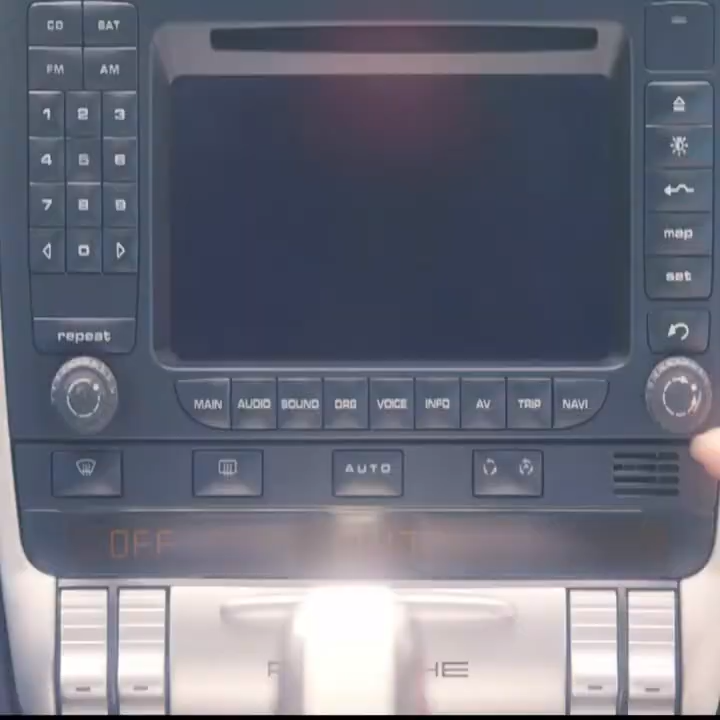 CD SAT
FM AM
1 2 3
4 5 6
7 8 9
0
repeat
map
set
MAIN AUDIO SOUND ORG VOICE INFO AV TRIP NAVI
AUTO
OFF